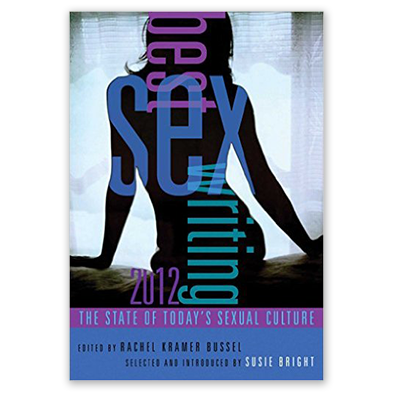 best
sex
writing
2012
THE STATE OF TODAY'S SEXUAL CULTURE
EDITED BY RACHEL KRAMER BUSSEL
SELECTED AND INTRODUCED BY SUSIE BRIGHT